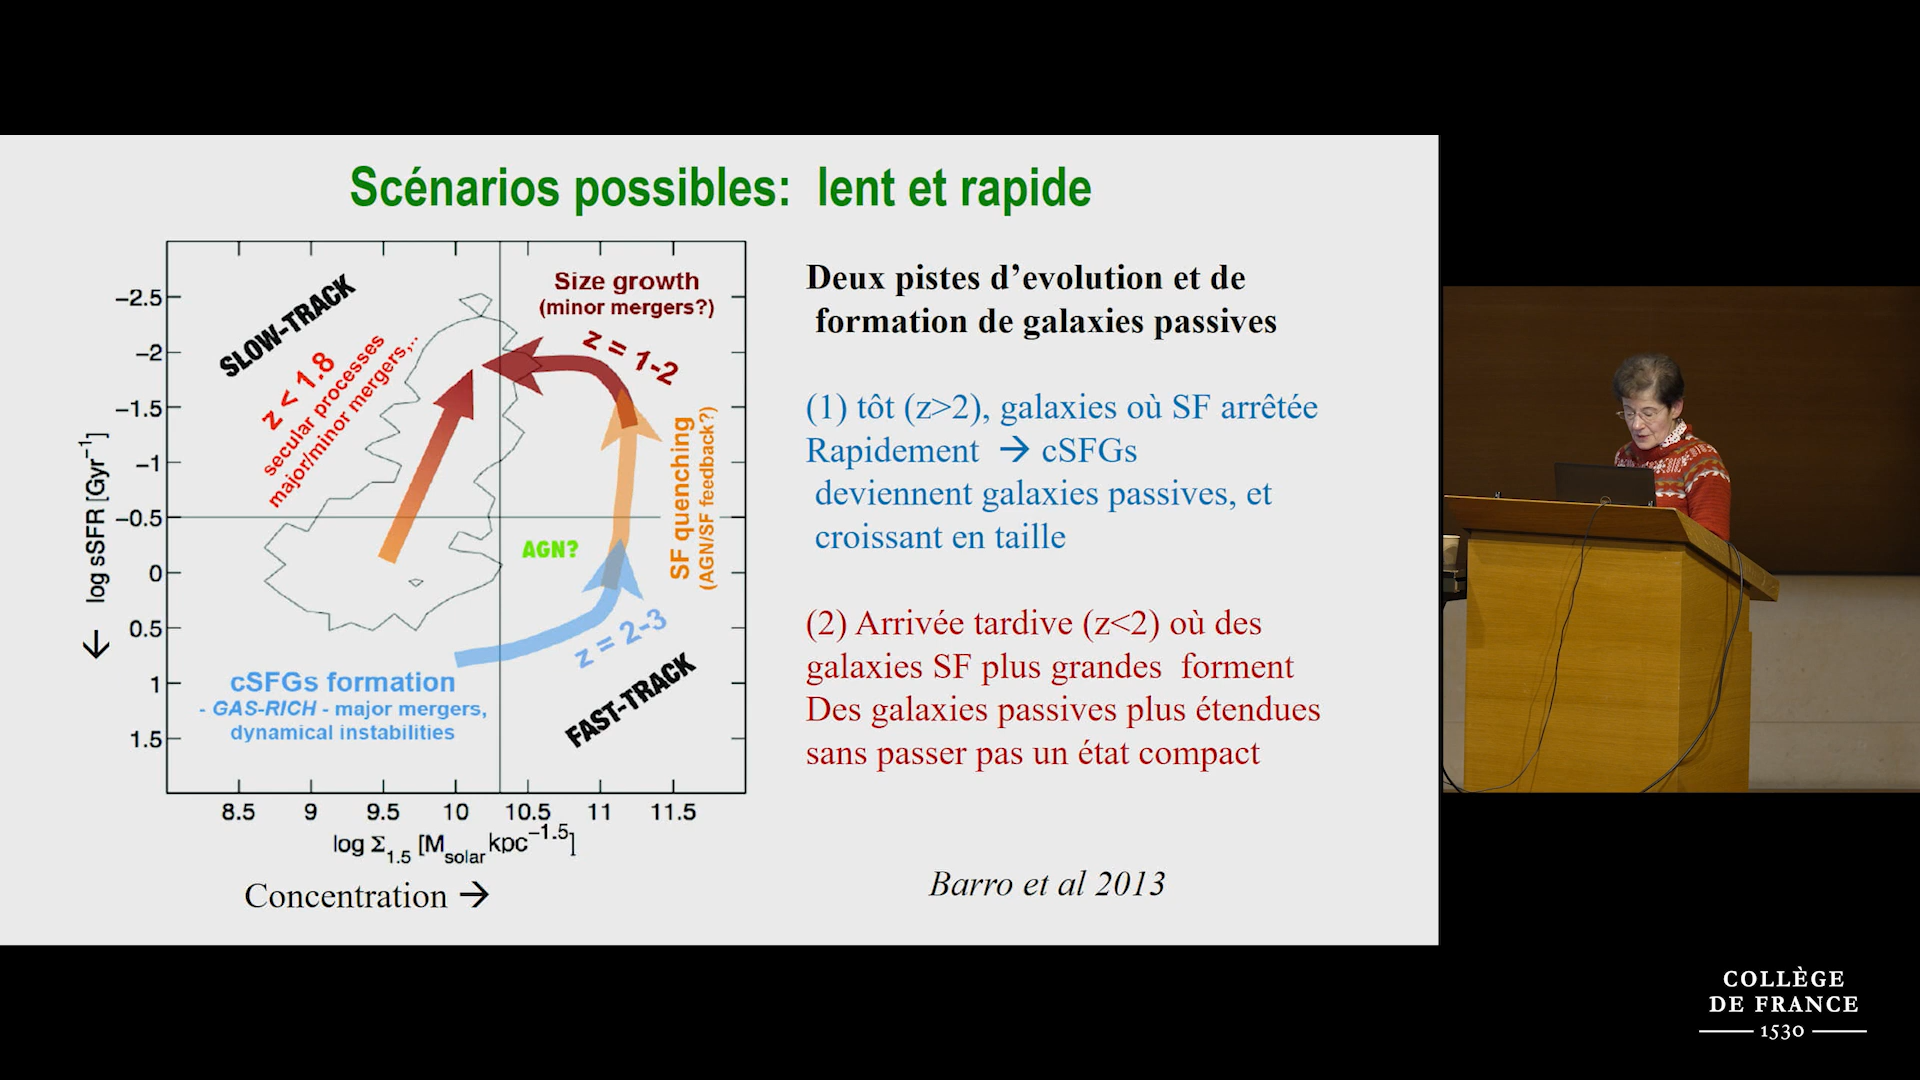 Scénarios possibles: lent et rapide
SLOW-TRACK
z < 1.8
secular processes
major/minor mergers,..
Size growth
(minor mergers?)
z = 1-2
SF quenching
(AGN/SF feedback?)
AGN?
z = 2-3
FAST-TRACK
cSFGs formation
- GAS-RICH - major mergers,
dynamical instabilities
← log sSFR [Gyr−1]
−2.5
−2
−1.5
−1
−0.5
0
0.5
1
1.5
8.5 9 9.5 10 10.5 11 11.5
log Σ1.5 [Msolar kpc−1.5]
Concentration →
Deux pistes d’evolution et de
formation de galaxies passives
(1) tôt (z>2), galaxies où SF arrêtée
Rapidement → cSFGs
deviennent galaxies passives, et
croissant en taille
(2) Arrivée tardive (z<2) où des
galaxies SF plus grandes forment
Des galaxies passives plus étendues
sans passer pas un état compact
Barro et al 2013
COLLÈGE
DE FRANCE
1530